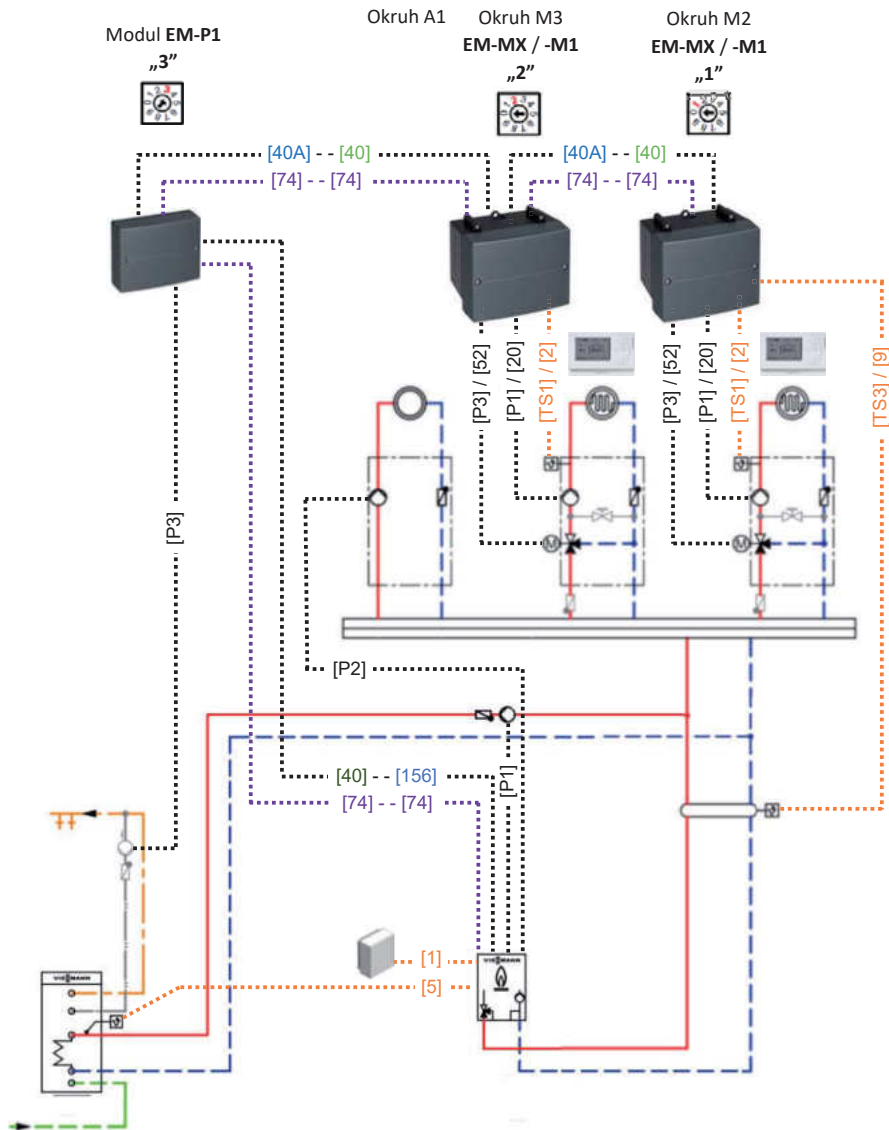 Okruh A1
Okruh M3
EM-MX / -M1
„2”
Okruh M2
EM-MX / -M1
„1”
Modul EM-P1
„3”
[40A] - - [40]
[40A] - - [40]
[74] - - [74]
[74] - - [74]
[P3] / [52]
[P1] / [20]
[TS1] / [2]
[P3] / [52]
[P1] / [20]
[TS1] / [2]
[TS3] / [9]
[P3]
M
M
[P2]
[P1]
[40] - - [156]
[74] - - [74]
[1]
[5]
VIESMANN
VIESMANN